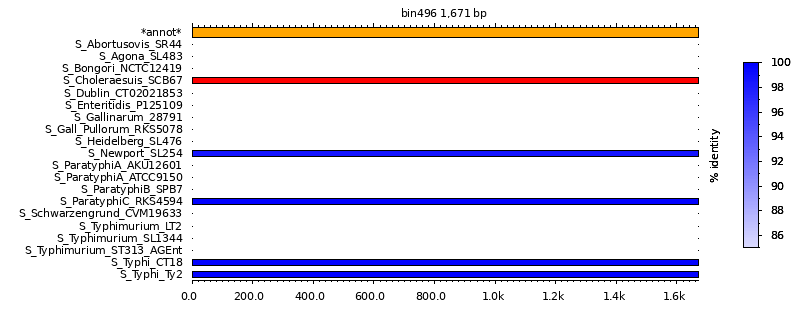 bin496 1,671 bp
*annot*
S_Abortusovis_SR44
S_Agona_SL483
S_Bongori_NCTC12419
S_Choleraesuis_SCB67
S_Dublin_CT02021853
S_Enteritidis_P125109
S_Gallinarum_28791
S_Gall_Pullorum_RKS5078
S_Heidelberg_SL476
S_Newport_SL254
S_ParatyphiA_AKU12601
S_ParatyphiA_ATCC9150
S_ParatyphiB_SPB7
S_ParatyphiC_RKS4594
S_Schwarzengrund_CVM19633
S_Typhimurium_LT2
S_Typhimurium_SL1344
S_Typhimurium_ST313_AGEnt
S_Typhi_CT18
S_Typhi_Ty2
0.0 200.0 400.0 600.0 800.0 1.0k 1.2k 1.4k 1.6k
% identity
100
98
96
94
92
90
88
86